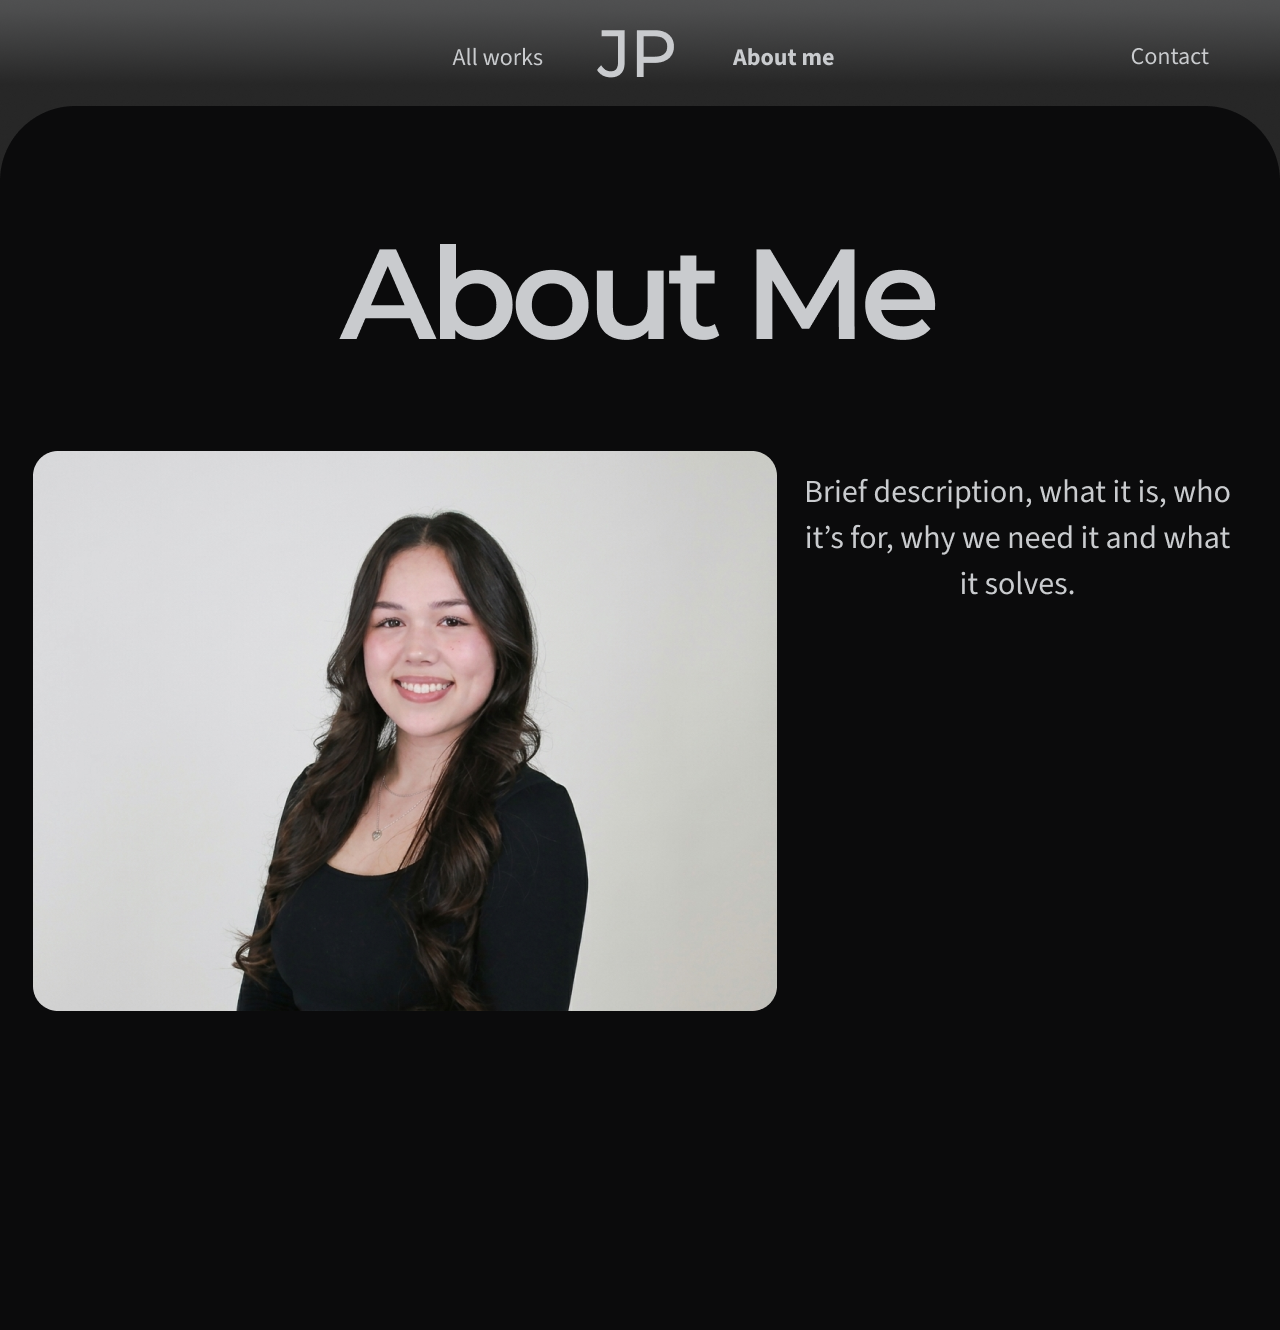 All works JP About me Contact
About Me
Brief description, what it is, who
it’s for, why we need it and what
it solves.